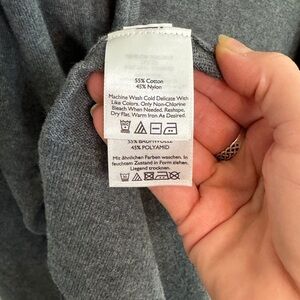 55% Cotton
45% Nylon
Machine Wash Cold Delicate With
Like Colors. Only Non-Chlorine
Bleach When Needed. Reshape,
Dry Flat, Warm Iron As Desired.
55% BAUMWOLLE
45% POLYAMID
Mit ähnlichen Farben waschen. In
feuchtem Zustand in Form ziehen.
Liegend trocknen.